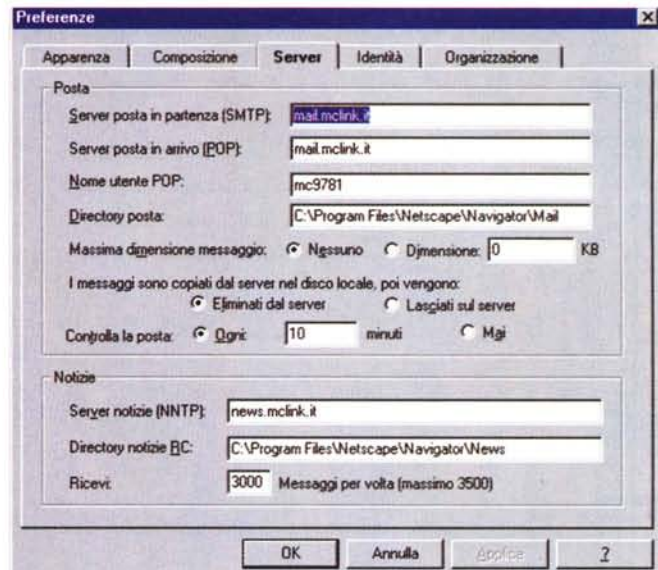 Preferenze
Apparenza Composizione Server Identità Organizzazione
Posta
Server posta in partenza (SMTP): mail.mclink.it
Server posta in arrivo (POP): mail.mclink.it
Nome utente POP: mc9781
Directory posta: C:\Program Files\Netscape\Navigator\Mail
Massima dimensione messaggio: Nessuno Dimensione: 0 KB
I messaggi sono copiati dal server nel disco locale, poi vengono:
Eliminati dal server Lasciati sul server
Controlla la posta: Ogni: 10 minuti Mai
Notizie
Server notizie (NNTP): news.mclink.it
Directory notizie RC: C:\Program Files\Netscape\Navigator\News
Ricevi: 3000 Messaggi per volta (massimo 3500)
OK Annulla Applica ?